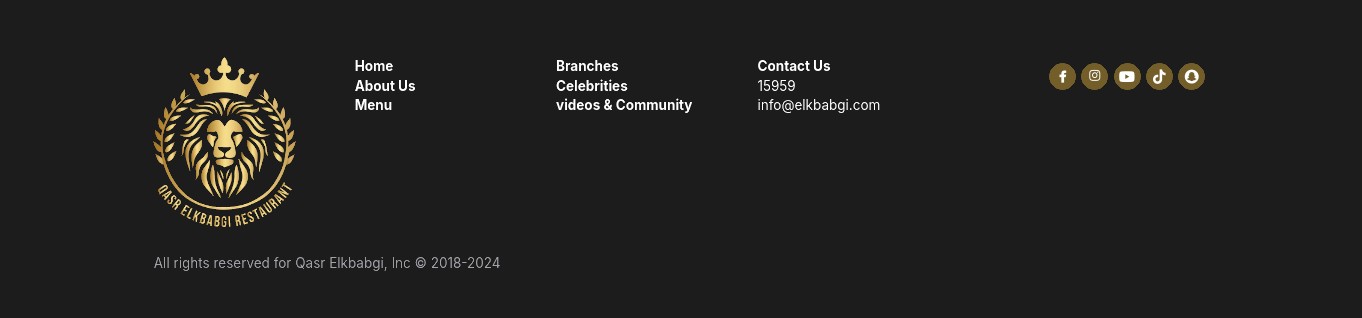 Home
About Us
Menu
Branches
Celebrities
videos & Community
Contact Us
15959
info@elkbabgi.com
QASR ELKBABGI RESTAURANT
All rights reserved for Qasr Elkbabgi, Inc © 2018-2024